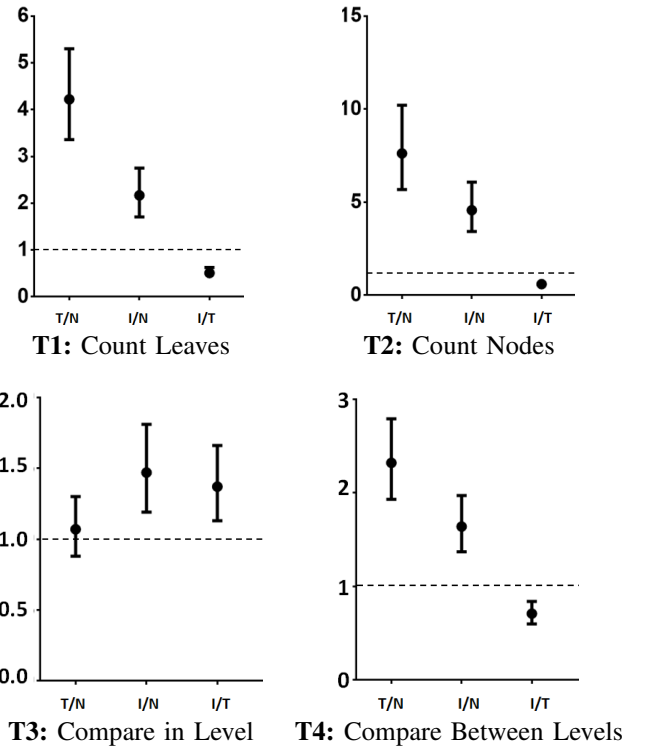 6
5
4
3
2
1
0
T/N I/N I/T
T1: Count Leaves
15
10
5
0
T/N I/N I/T
T2: Count Nodes
2.0
1.5
1.0
0.5
0.0
T/N I/N I/T
T3: Compare in Level
3
2
1
0
T/N I/N I/T
T4: Compare Between Levels